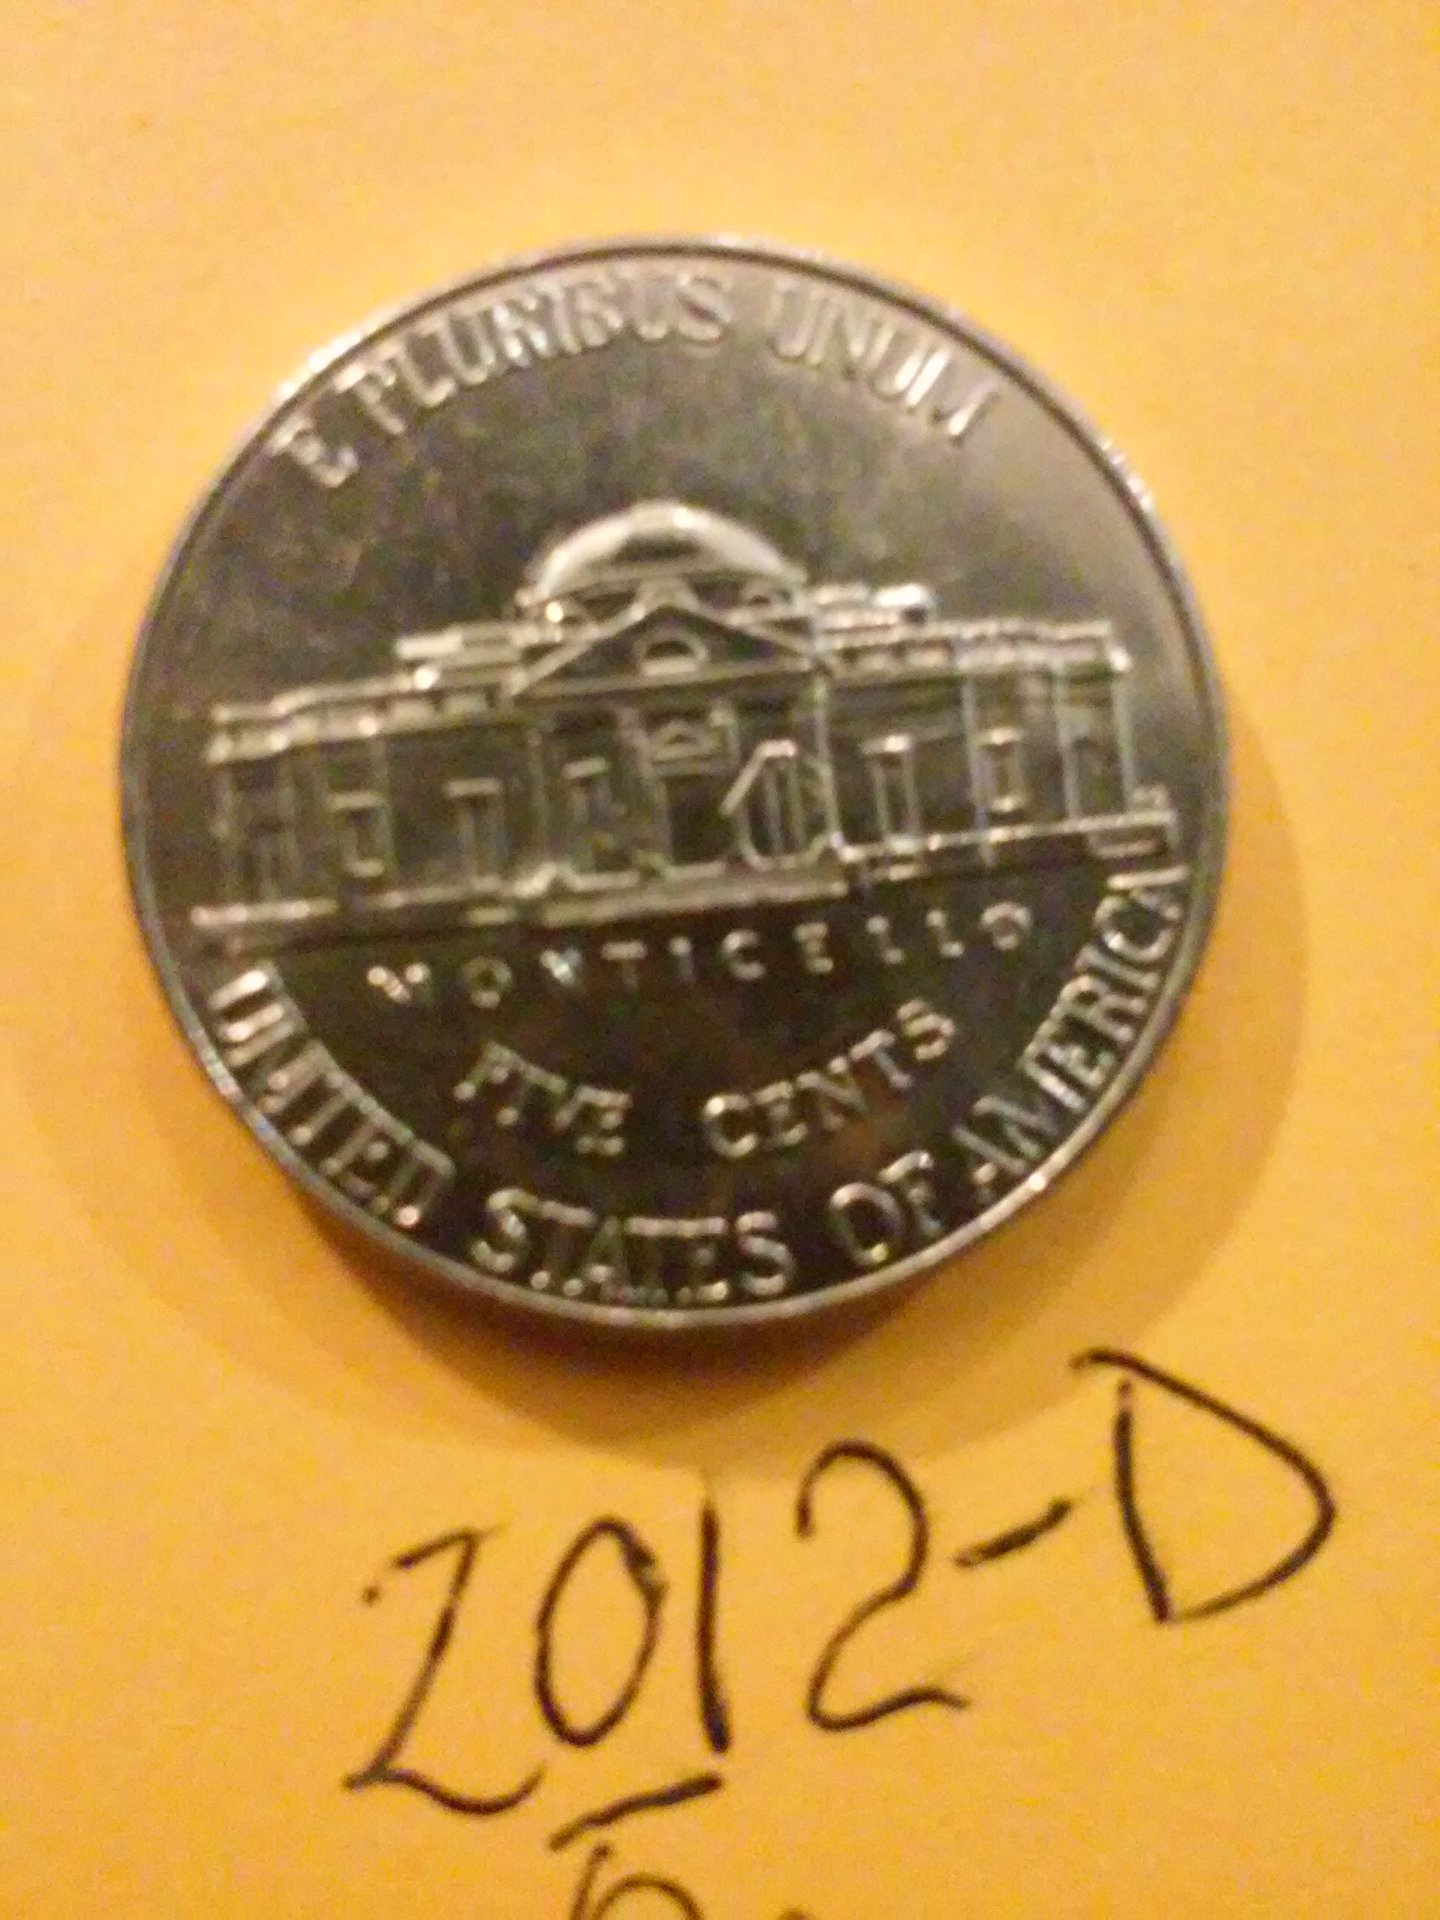 E PLURIBUS UNUM
MONTICELLO
FIVE CENTS
UNITED STATES OF AMERICA
2012-D